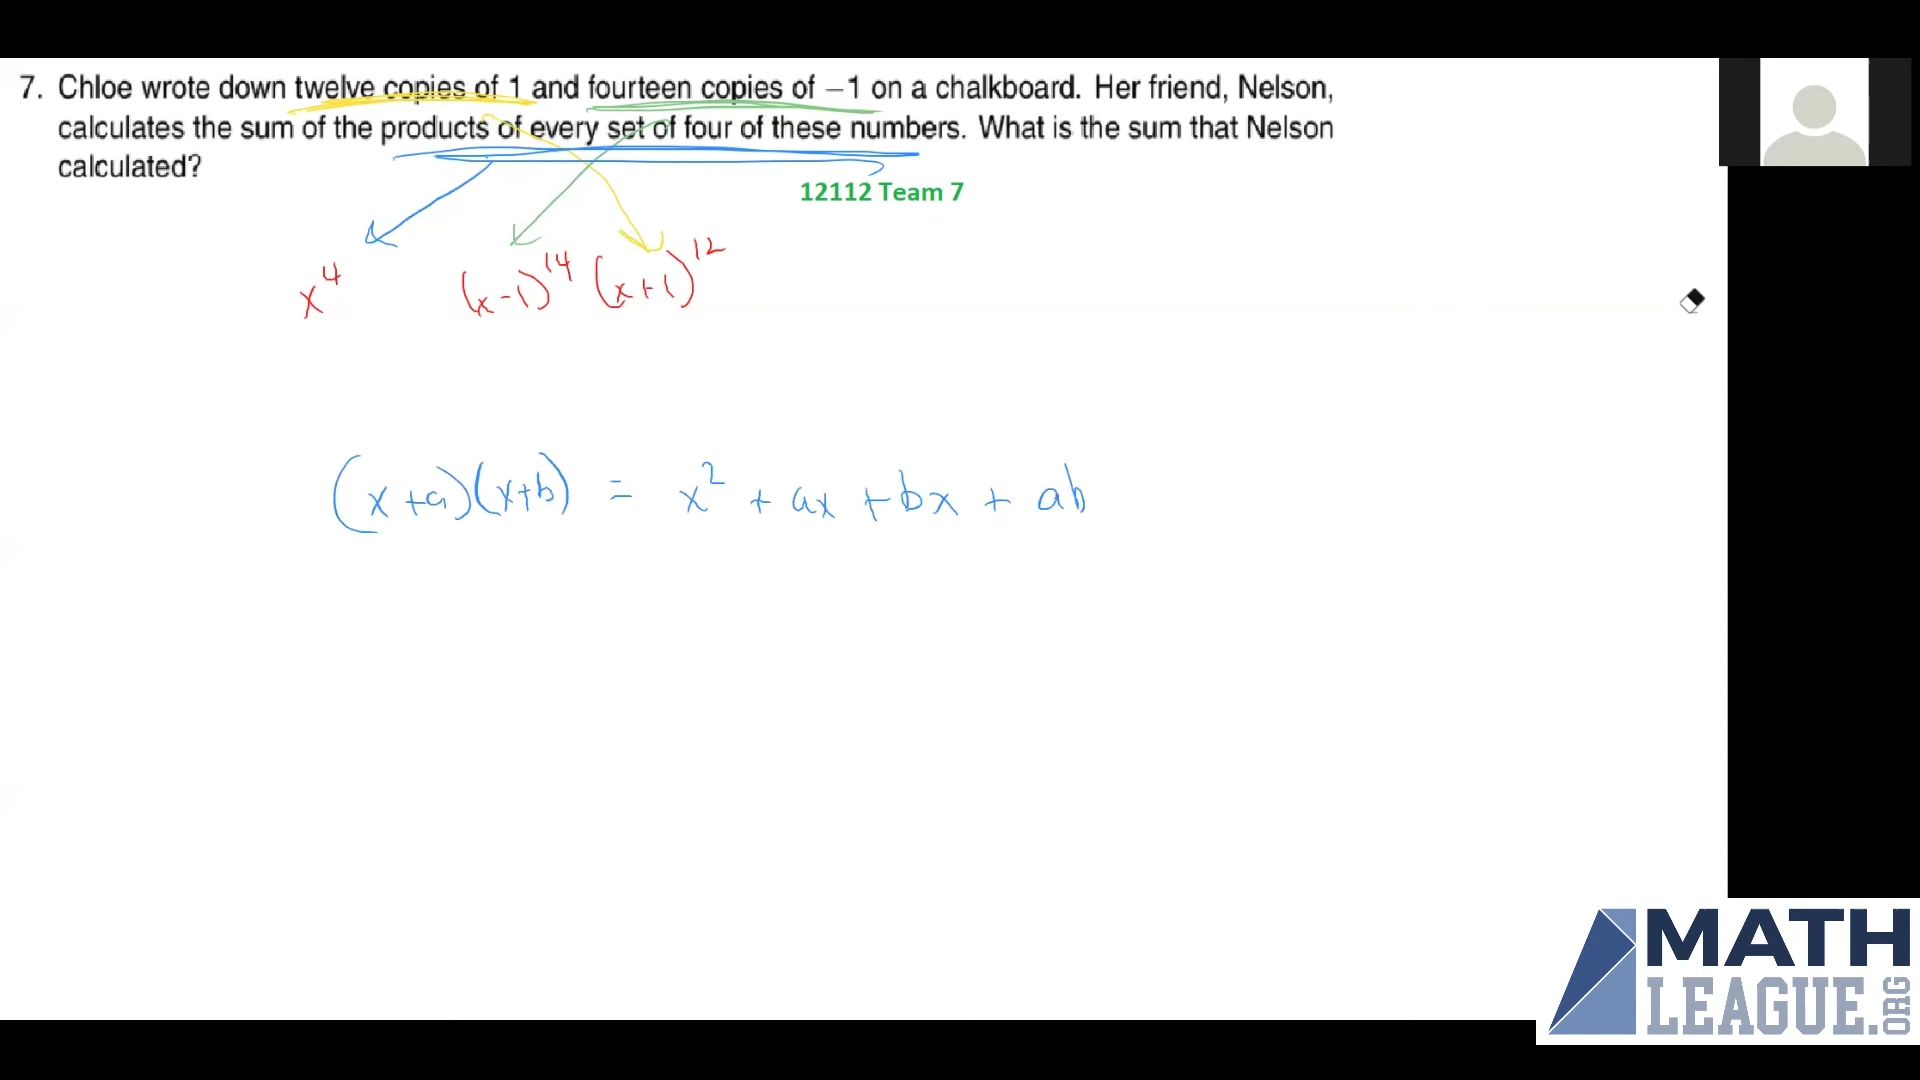 7. Chloe wrote down twelve copies of 1 and fourteen copies of −1 on a chalkboard. Her friend, Nelson,
calculates the sum of the products of every set of four of these numbers. What is the sum that Nelson
calculated?
12112 Team 7
x^4 (x-1)^14 (x+1)^12
(x+a)(x+b) = x^2 + ax + bx + ab
MATH
LEAGUE.ORG